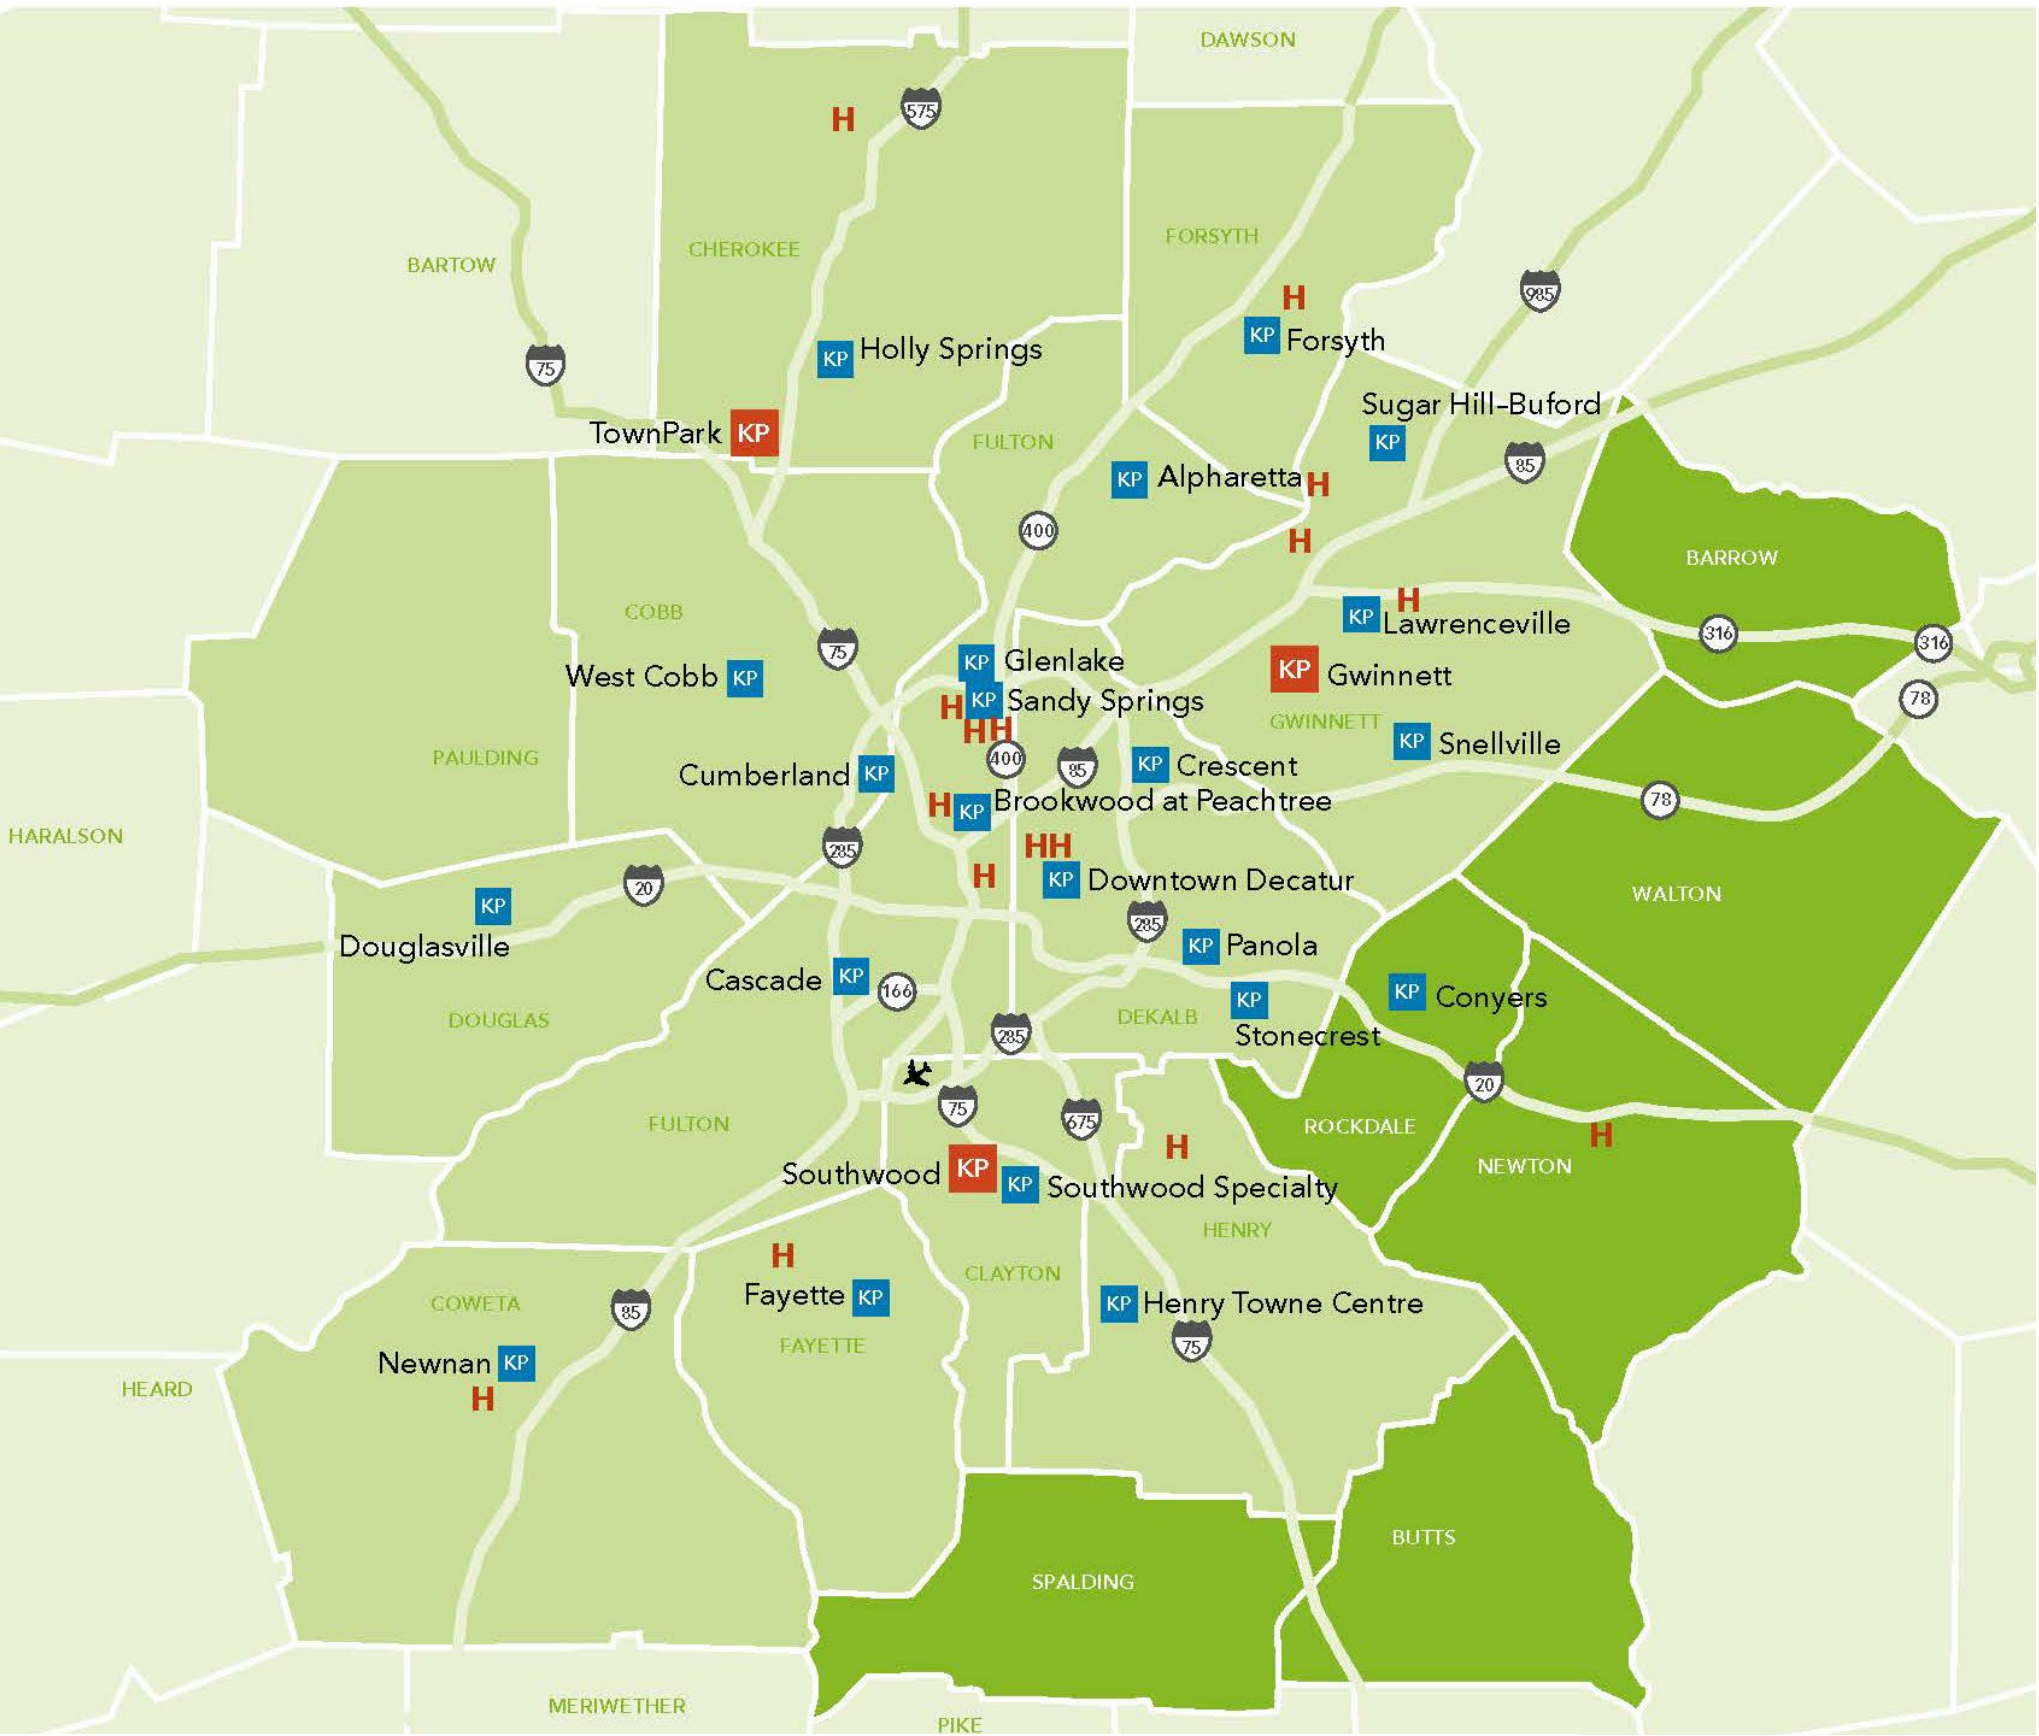 DAWSON
575
H
FORSYTH
CHEROKEE
BARTOW
985
H
KP Forsyth
KP Holly Springs
75
Sugar Hill-Buford
KP
TownPark KP
FULTON
85
KP Alpharetta H
400
H
BARROW
H
COBB
KP Lawrenceville
316
316
75
KP Glenlake
KP Gwinnett
West Cobb KP
78
H KP Sandy Springs
GWINNETT
HH
KP Snellville
PAULDING
400
85
KP Crescent
Cumberland KP
78
H KP Brookwood at Peachtree
HARALSON
285
HH
H
KP Downtown Decatur
20
WALTON
KP
285
Douglasville
KP Panola
Cascade KP
166
KP Conyers
KP
DOUGLAS
DEKALB
285
Stonecrest
20
75
675
FULTON
ROCKDALE
H
H
NEWTON
Southwood KP
KP Southwood Specialty
HENRY
H
CLAYTON
Fayette KP
COWETA
85
KP Henry Towne Centre
75
FAYETTE
Newnan KP
H
HEARD
BUTTS
SPALDING
MERIWETHER
PIKE